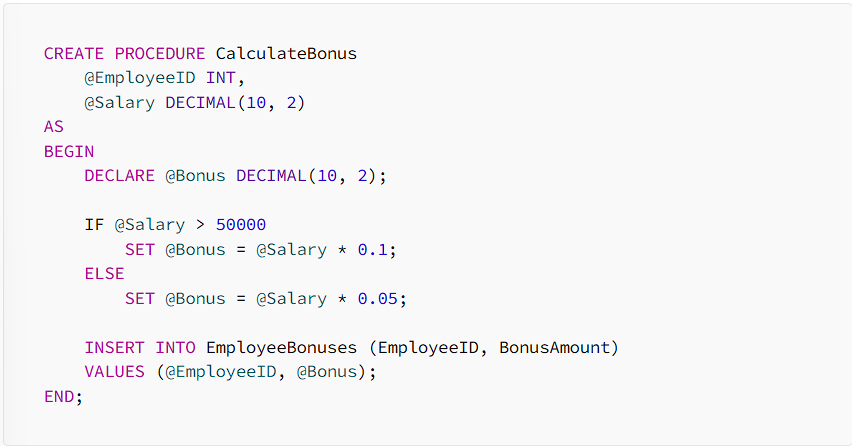 CREATE PROCEDURE CalculateBonus
    @EmployeeID INT,
    @Salary DECIMAL(10, 2)
AS
BEGIN
    DECLARE @Bonus DECIMAL(10, 2);

    IF @Salary > 50000
        SET @Bonus = @Salary * 0.1;
    ELSE
        SET @Bonus = @Salary * 0.05;

    INSERT INTO EmployeeBonuses (EmployeeID, BonusAmount)
    VALUES (@EmployeeID, @Bonus);
END;